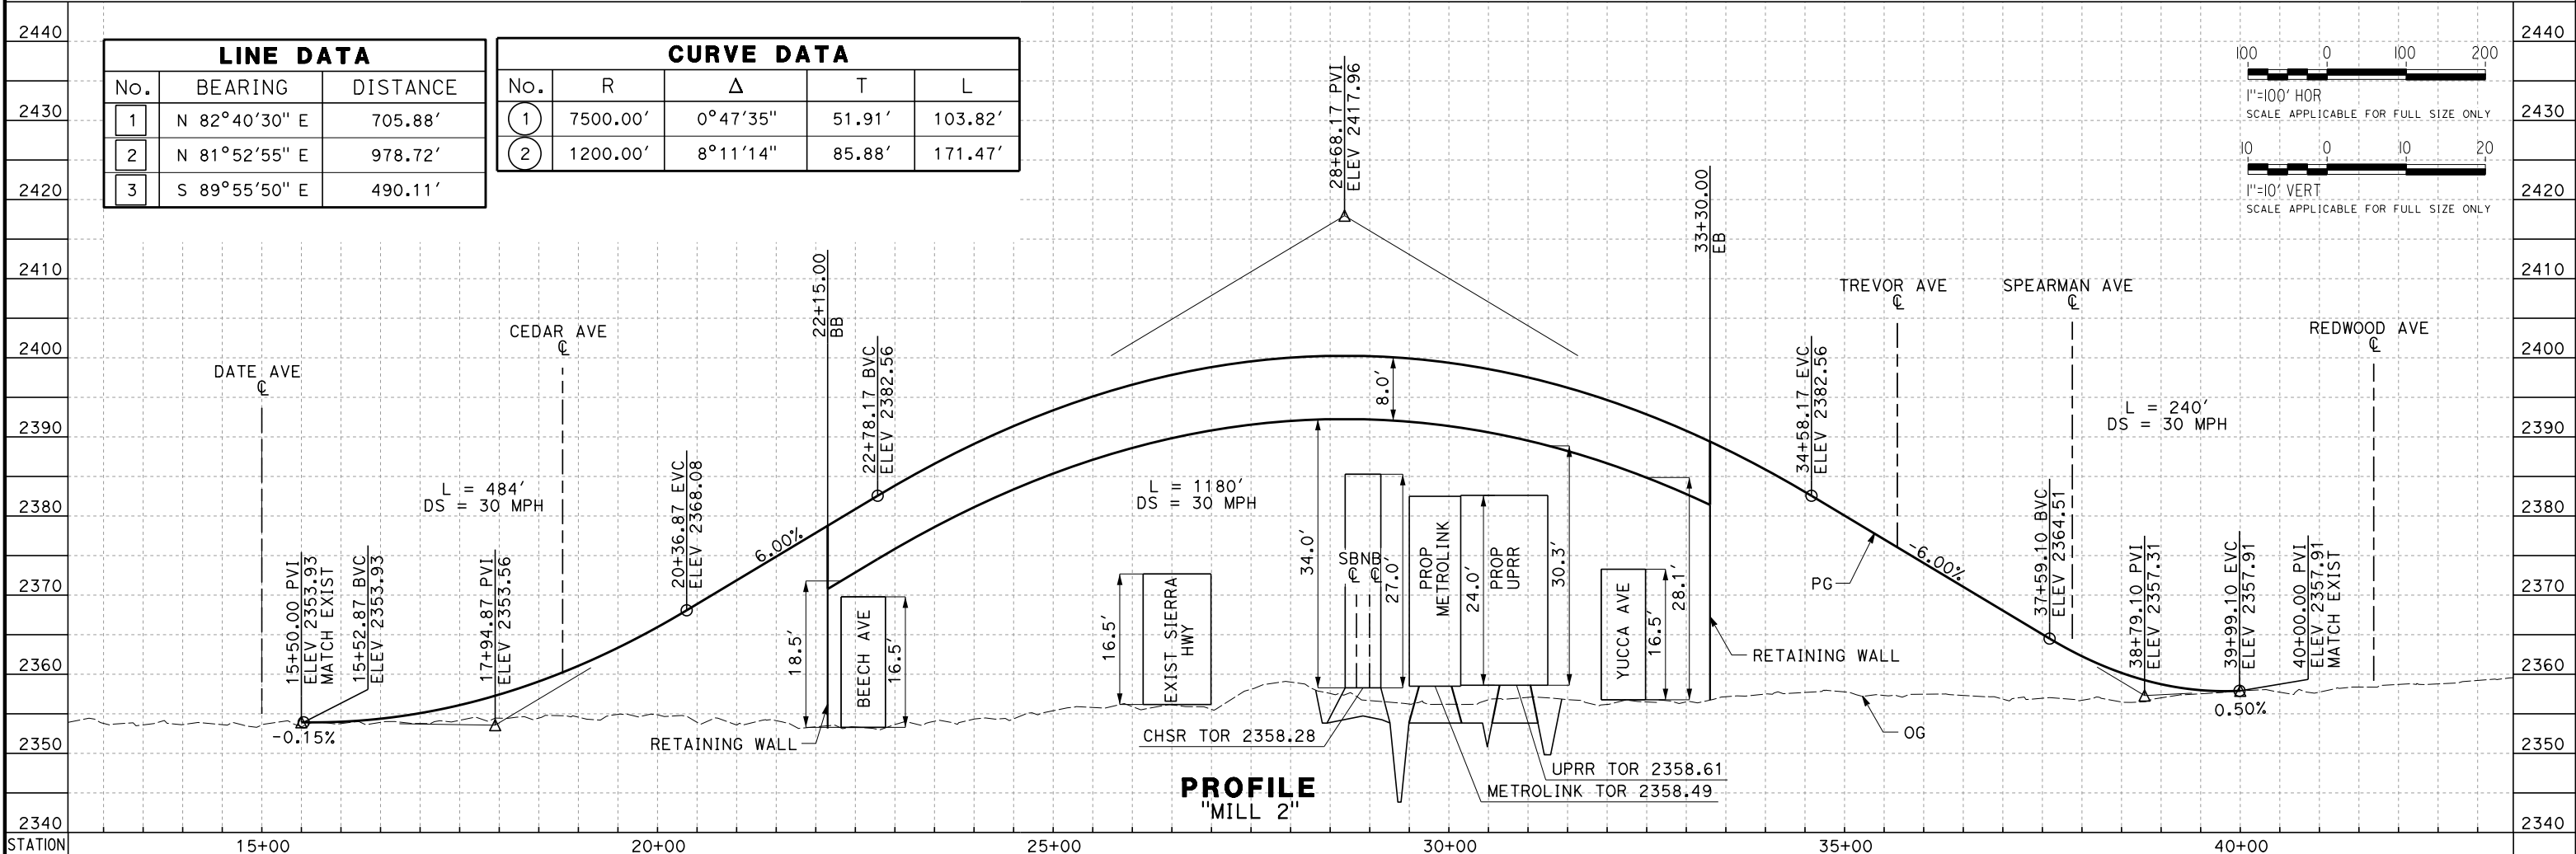 LINE DATA
No. BEARING DISTANCE
1 N 82°40'30" E 705.88'
2 N 81°52'55" E 978.72'
3 S 89°55'50" E 490.11'
CURVE DATA
No. R Δ T L
1 7500.00' 0°47'35" 51.91' 103.82'
2 1200.00' 8°11'14" 85.88' 171.47'
100 0 100 200
1"=100' HOR
SCALE APPLICABLE FOR FULL SIZE ONLY
10 0 10 20
1"=10' VERT
SCALE APPLICABLE FOR FULL SIZE ONLY
2440
2430
2420
2410
2400
2390
2380
2370
2360
2350
2340
STATION
DATE AVE
℄
15+50.00 PVI
ELEV 2353.93
MATCH EXIST
15+52.87 BVC
ELEV 2353.93
-0.15%
L = 484'
DS = 30 MPH
17+94.87 PVI
ELEV 2353.56
CEDAR AVE
℄
20+36.87 EVC
ELEV 2368.08
6.00%
22+15.00
BB
22+78.17 BVC
ELEV 2382.56
18.5'
BEECH AVE
16.5'
RETAINING WALL
16.5'
EXIST SIERRA
HWY
L = 1180'
DS = 30 MPH
28+68.17 PVI
ELEV 2417.96
8.0'
34.0'
SB NB
℄ ℄
27.0'
PROP
METROLINK
24.0'
PROP
UPRR
30.3'
CHSR TOR 2358.28
UPRR TOR 2358.61
METROLINK TOR 2358.49
YUCCA AVE
16.5'
28.1'
33+30.00
EB
RETAINING WALL
34+58.17 EVC
ELEV 2382.56
PG
TREVOR AVE
℄
-6.00%
OG
SPEARMAN AVE
℄
37+59.10 BVC
ELEV 2364.51
L = 240'
DS = 30 MPH
38+79.10 PVI
ELEV 2357.31
39+99.10 EVC
ELEV 2357.91
40+00.00 PVI
ELEV 2357.91
MATCH EXIST
0.50%
REDWOOD AVE
℄
2440
2430
2420
2410
2400
2390
2380
2370
2360
2350
2340
PROFILE
"MILL 2"
15+00 20+00 25+00 30+00 35+00 40+00